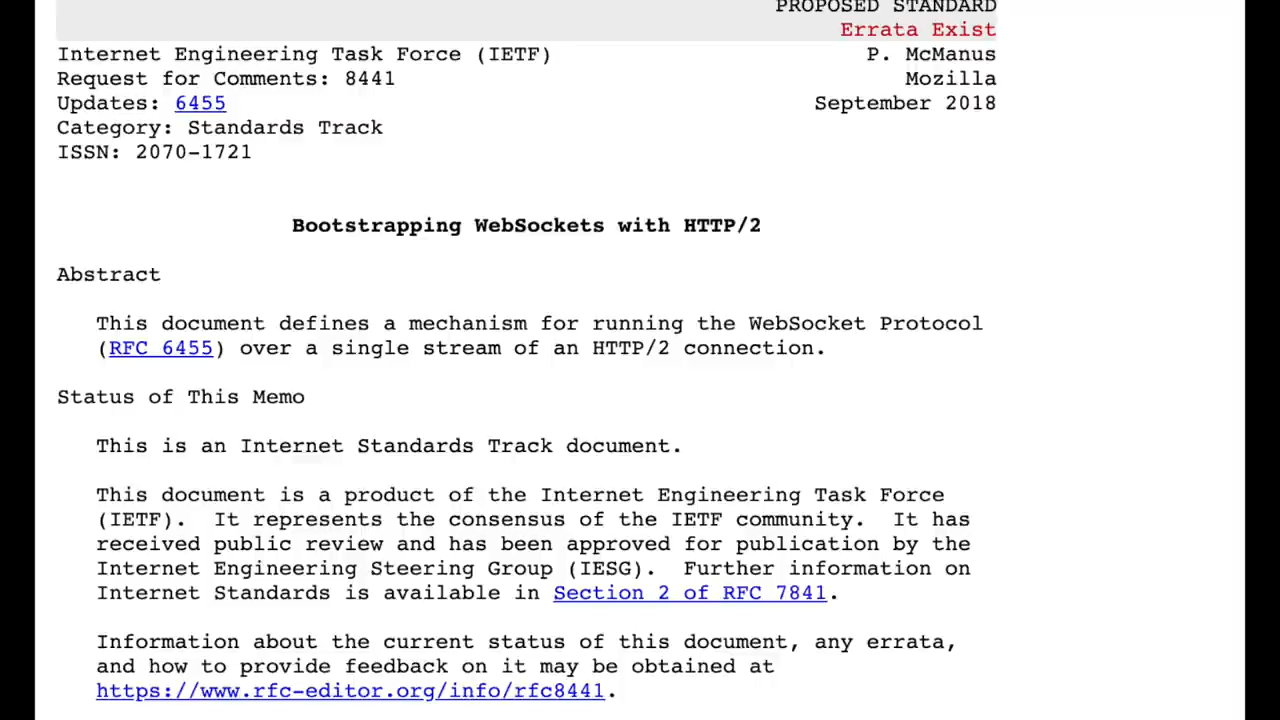 PROPOSED STANDARD
Errata Exist
Internet Engineering Task Force (IETF) P. McManus
Request for Comments: 8441 Mozilla
Updates: 6455 September 2018
Category: Standards Track
ISSN: 2070-1721
Bootstrapping WebSockets with HTTP/2
Abstract
This document defines a mechanism for running the WebSocket Protocol
(RFC 6455) over a single stream of an HTTP/2 connection.
Status of This Memo
This is an Internet Standards Track document.
This document is a product of the Internet Engineering Task Force
(IETF). It represents the consensus of the IETF community. It has
received public review and has been approved for publication by the
Internet Engineering Steering Group (IESG). Further information on
Internet Standards is available in Section 2 of RFC 7841.
Information about the current status of this document, any errata,
and how to provide feedback on it may be obtained at
https://www.rfc-editor.org/info/rfc8441.